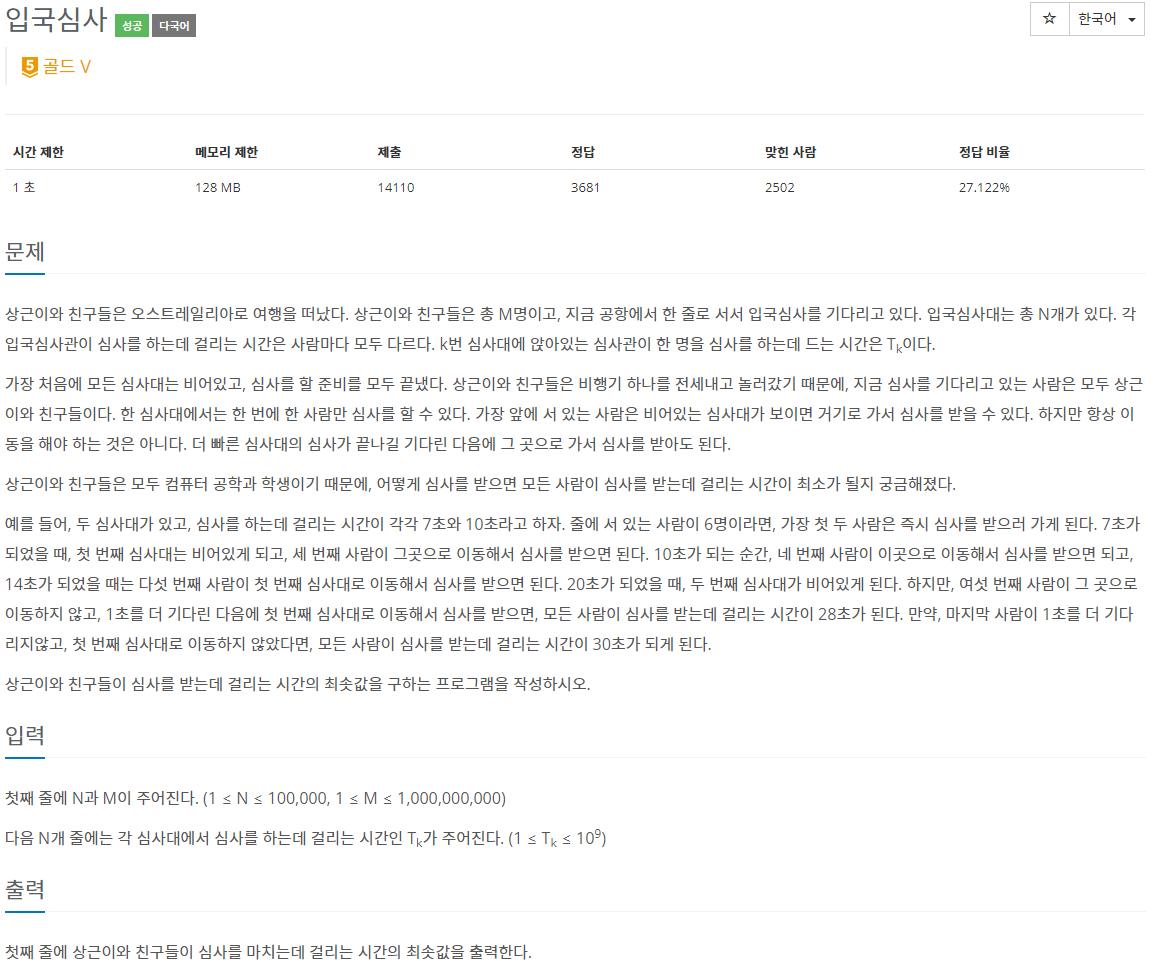 입국심사 성공 다국어
☆ 한국어
5 골드 V
시간 제한 메모리 제한 제출 정답 맞힌 사람 정답 비율
1 초 128 MB 14110 3681 2502 27.122%
문제
상근이와 친구들은 오스트레일리아로 여행을 떠났다. 상근이와 친구들은 총 M명이고, 지금 공항에서 한 줄로 서서 입국심사를 기다리고 있다. 입국심사대는 총 N개가 있다. 각
입국심사관이 심사를 하는데 걸리는 시간은 사람마다 모두 다르다. k번 심사대에 앉아있는 심사관이 한 명을 심사를 하는데 드는 시간은 Tk이다.
가장 처음에 모든 심사대는 비어있고, 심사를 할 준비를 모두 끝냈다. 상근이와 친구들은 비행기 하나를 전세내고 놀러갔기 때문에, 지금 심사를 기다리고 있는 사람은 모두 상근
이와 친구들이다. 한 심사대에서는 한 번에 한 사람만 심사를 할 수 있다. 가장 앞에 서 있는 사람은 비어있는 심사대가 보이면 거기로 가서 심사를 받을 수 있다. 하지만 항상 이
동을 해야 하는 것은 아니다. 더 빠른 심사대의 심사가 끝나길 기다린 다음에 그 곳으로 가서 심사를 받아도 된다.
상근이와 친구들은 모두 컴퓨터 공학과 학생이기 때문에, 어떻게 심사를 받으면 모든 사람이 심사를 받는데 걸리는 시간이 최소가 될지 궁금해졌다.
예를 들어, 두 심사대가 있고, 심사를 하는데 걸리는 시간이 각각 7초와 10초라고 하자. 줄에 서 있는 사람이 6명이라면, 가장 첫 두 사람은 즉시 심사를 받으러 가게 된다. 7초가
되었을 때, 첫 번째 심사대는 비어있게 되고, 세 번째 사람이 그곳으로 이동해서 심사를 받으면 된다. 10초가 되는 순간, 네 번째 사람이 이곳으로 이동해서 심사를 받으면 되고,
14초가 되었을 때는 다섯 번째 사람이 첫 번째 심사대로 이동해서 심사를 받으면 된다. 20초가 되었을 때, 두 번째 심사대가 비어있게 된다. 하지만, 여섯 번째 사람이 그 곳으로
이동하지 않고, 1초를 더 기다린 다음에 첫 번째 심사대로 이동해서 심사를 받으면, 모든 사람이 심사를 받는데 걸리는 시간이 28초가 된다. 만약, 마지막 사람이 1초를 더 기다
리지않고, 첫 번째 심사대로 이동하지 않았다면, 모든 사람이 심사를 받는데 걸리는 시간이 30초가 되게 된다.
상근이와 친구들이 심사를 받는데 걸리는 시간의 최솟값을 구하는 프로그램을 작성하시오.
입력
첫째 줄에 N과 M이 주어진다. (1 ≤ N ≤ 100,000, 1 ≤ M ≤ 1,000,000,000)
다음 N개 줄에는 각 심사대에서 심사를 하는데 걸리는 시간인 Tk가 주어진다. (1 ≤ Tk ≤ 10⁹)
출력
첫째 줄에 상근이와 친구들이 심사를 마치는데 걸리는 시간의 최솟값을 출력한다.